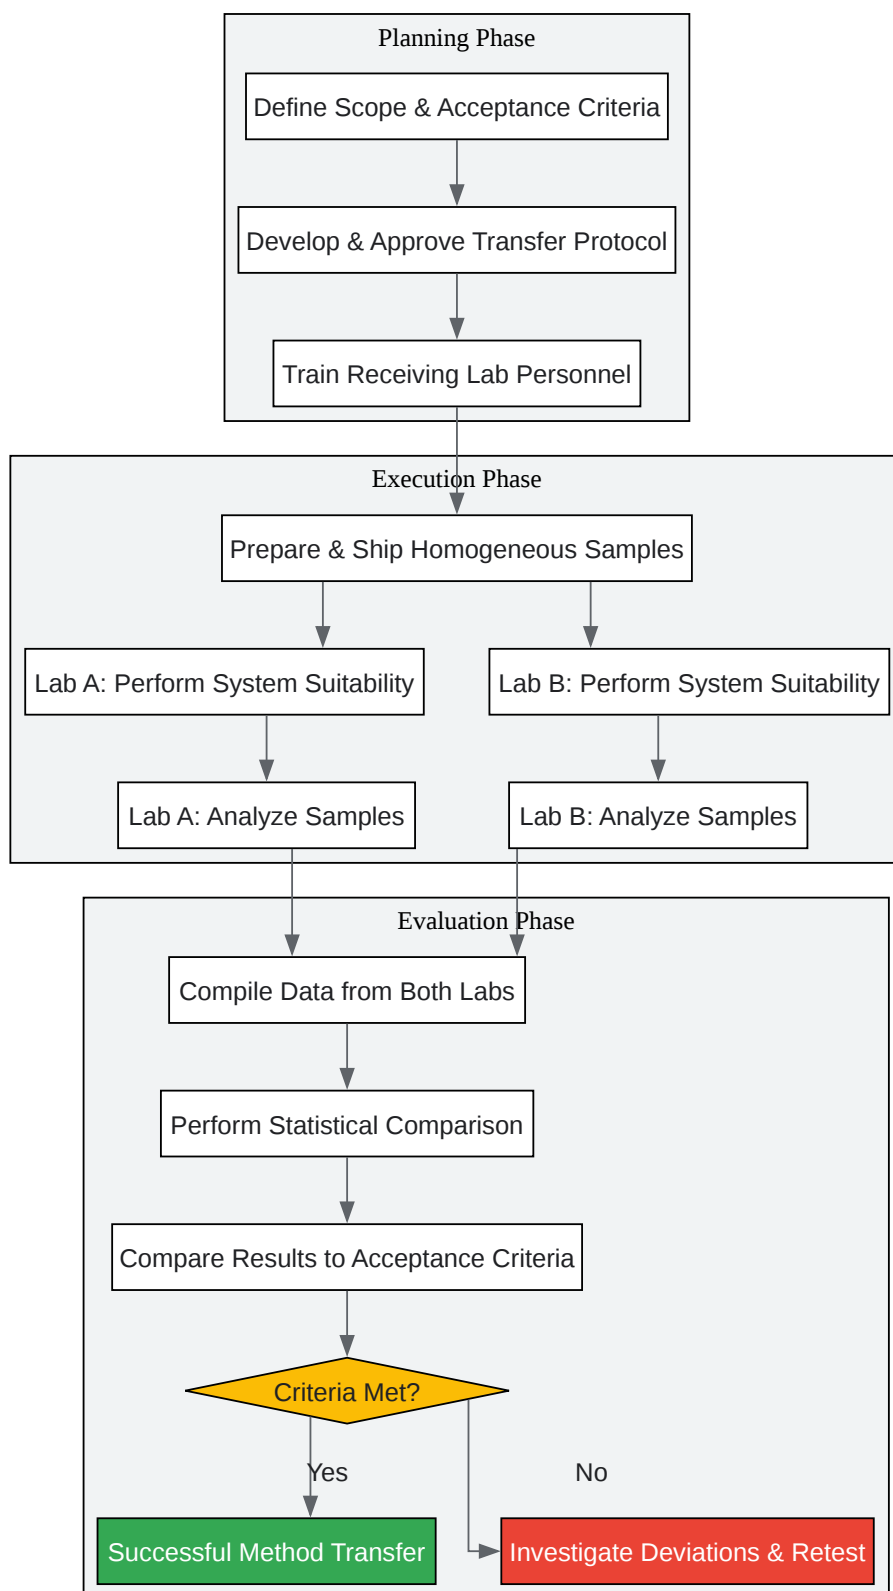 Planning Phase
Define Scope & Acceptance Criteria
Develop & Approve Transfer Protocol
Train Receiving Lab Personnel
Execution Phase
Prepare & Ship Homogeneous Samples
Lab A: Perform System Suitability
Lab B: Perform System Suitability
Lab A: Analyze Samples
Lab B: Analyze Samples
Evaluation Phase
Compile Data from Both Labs
Perform Statistical Comparison
Compare Results to Acceptance Criteria
Criteria Met?
Yes
No
Successful Method Transfer
Investigate Deviations & Retest